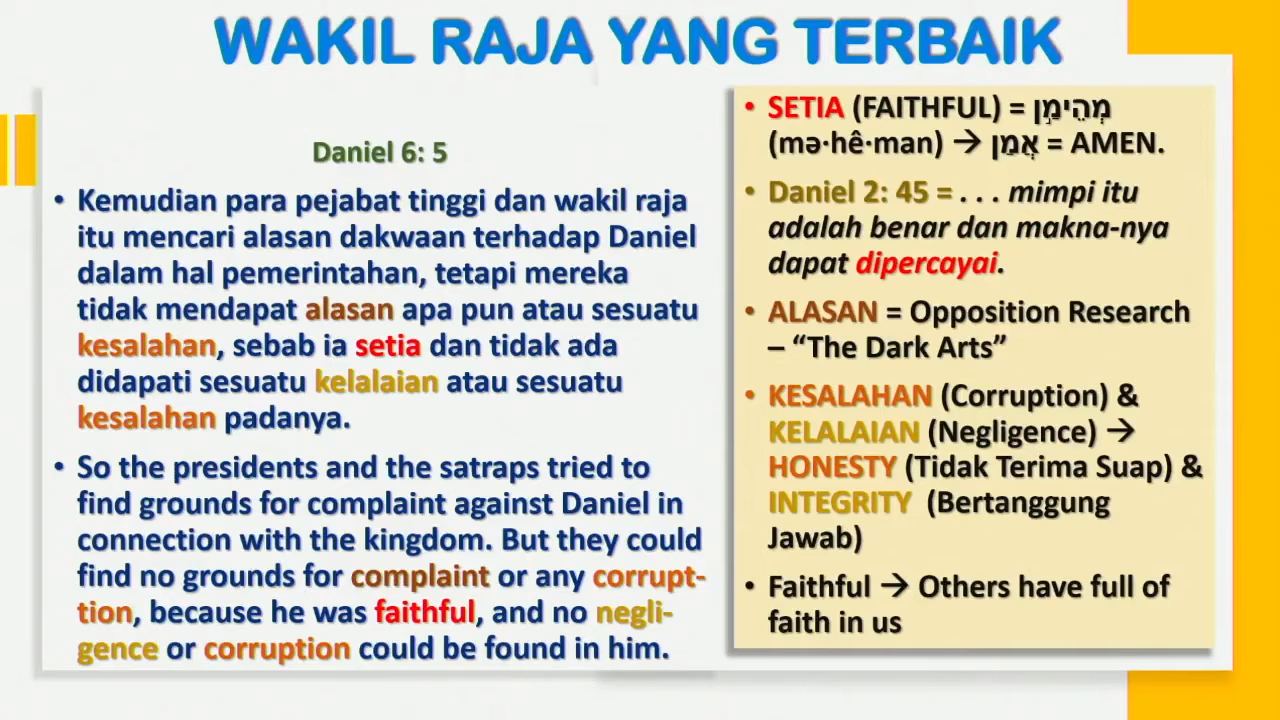 WAKIL RAJA YANG TERBAIK
Daniel 6: 5
• Kemudian para pejabat tinggi dan wakil raja
itu mencari alasan dakwaan terhadap Daniel
dalam hal pemerintahan, tetapi mereka
tidak mendapat alasan apa pun atau sesuatu
kesalahan, sebab ia setia dan tidak ada
didapati sesuatu kelalaian atau sesuatu
kesalahan padanya.
• So the presidents and the satraps tried to
find grounds for complaint against Daniel in
connection with the kingdom. But they could
find no grounds for complaint or any corrupt-
tion, because he was faithful, and no negli-
gence or corruption could be found in him.
• SETIA (FAITHFUL) = מְהֵימַ֣ן
(mə·hê·man) → אֲמַן = AMEN.
• Daniel 2: 45 = . . . mimpi itu
adalah benar dan makna-nya
dapat dipercayai.
• ALASAN = Opposition Research
– “The Dark Arts”
• KESALAHAN (Corruption) &
KELALAIAN (Negligence) →
HONESTY (Tidak Terima Suap) &
INTEGRITY (Bertanggung
Jawab)
• Faithful → Others have full of
faith in us